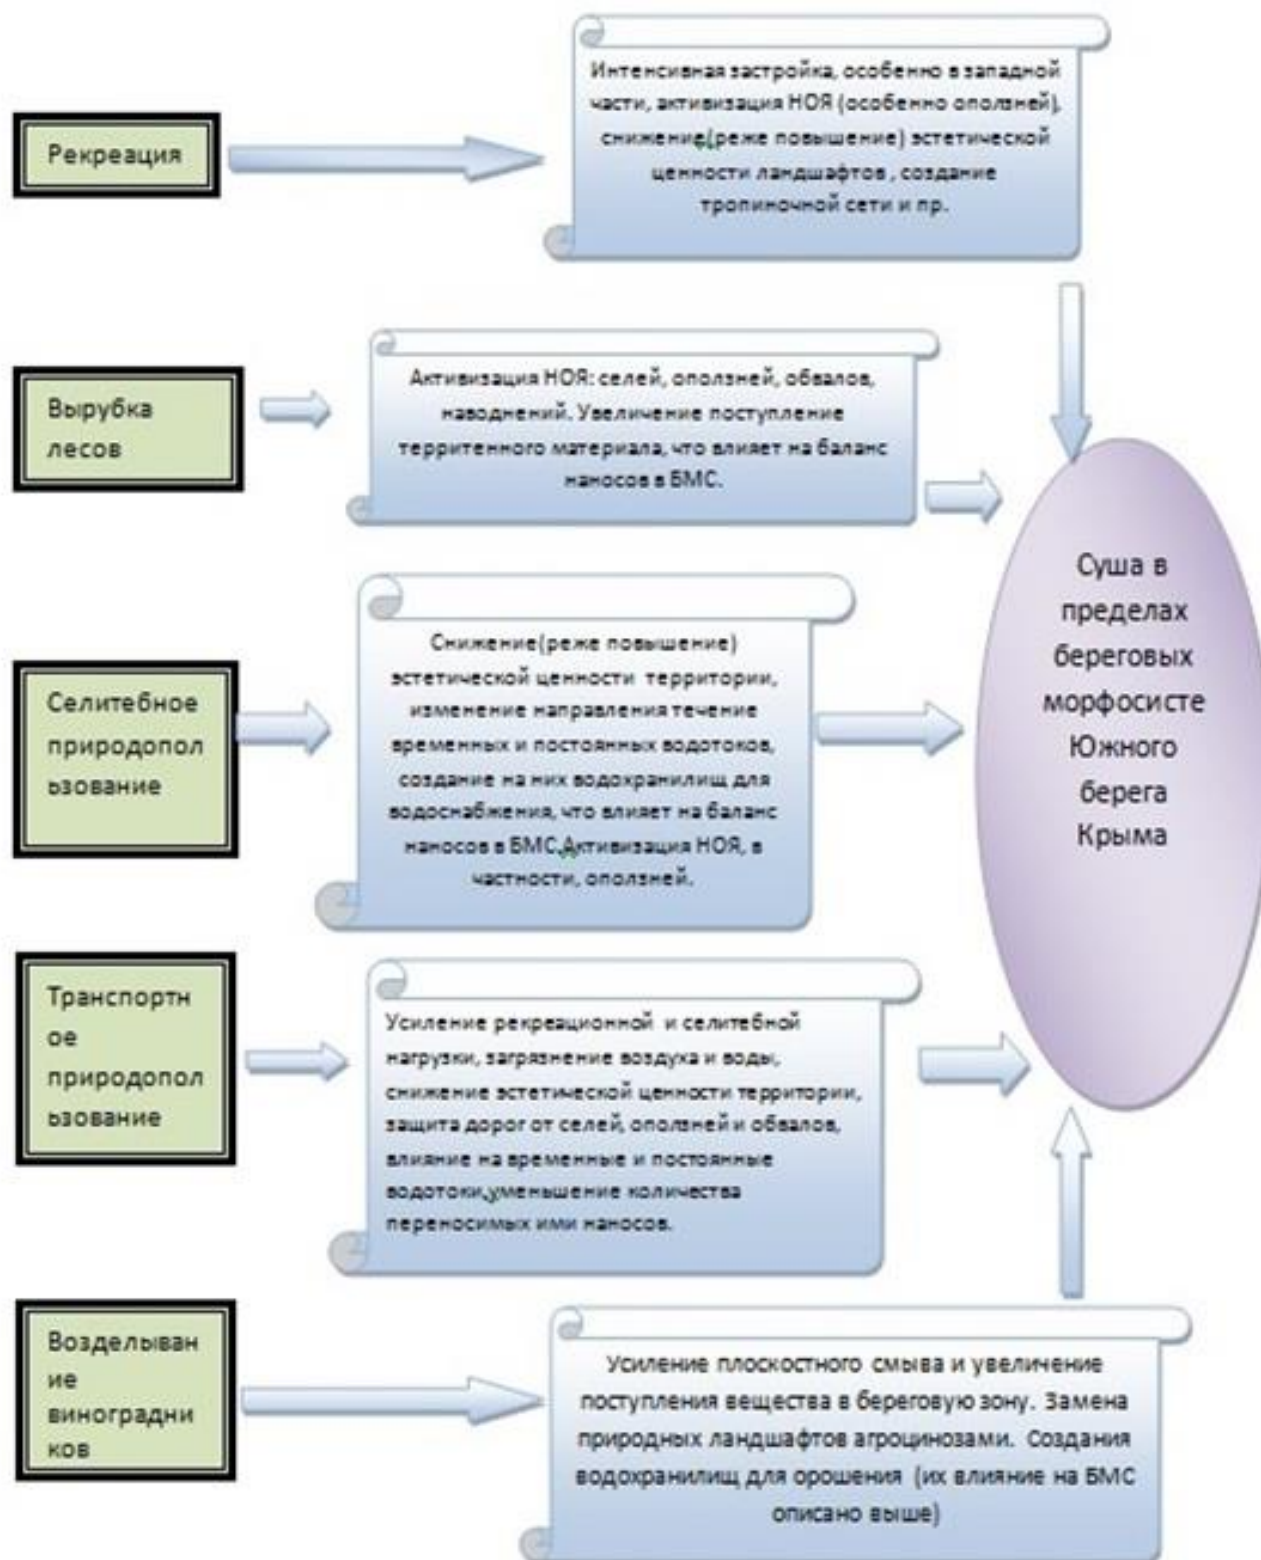 Рекреация
Интенсивная застройка, особенно в западной
части, активизация НОЯ (особенно оползней),
снижение(реже повышение) эстетической
ценности ландшафтов , создание
тропиночной сети и пр.
Вырубка
лесов
Активизация НОЯ: селей, оползней, обвалов,
наводнений. Увеличение поступление
территенного материала, что влияет на баланс
наносов в БМС.
Селитебное
природопол
ьзование
Снижение(реже повышение)
эстетической ценности территории,
изменение направления течение
временных и постоянных водотоков,
создание на них водохранилищ для
водоснабжения, что влияет на баланс
наносов в БМС.Активизация НОЯ, в
частности, оползней.
Суша в
пределах
береговых
морфосисте
Южного
берега
Крыма
Транспортн
ое
природопол
ьзование
Усиление рекреационной и селитебной
нагрузки, загрязнение воздуха и воды,
снижение эстетической ценности территории,
защита дорог от селей, оползней и обвалов,
влияние на временные и постоянные
водотоки,уменьшение количества
переносимых ими наносов.
Возделыван
ие
виноградни
ков
Усиление плоскостного смыва и увеличение
поступления вещества в береговую зону. Замена
природных ландшафтов агроцинозами. Создания
водохранилищ для орошения (их влияние на БМС
описано выше)